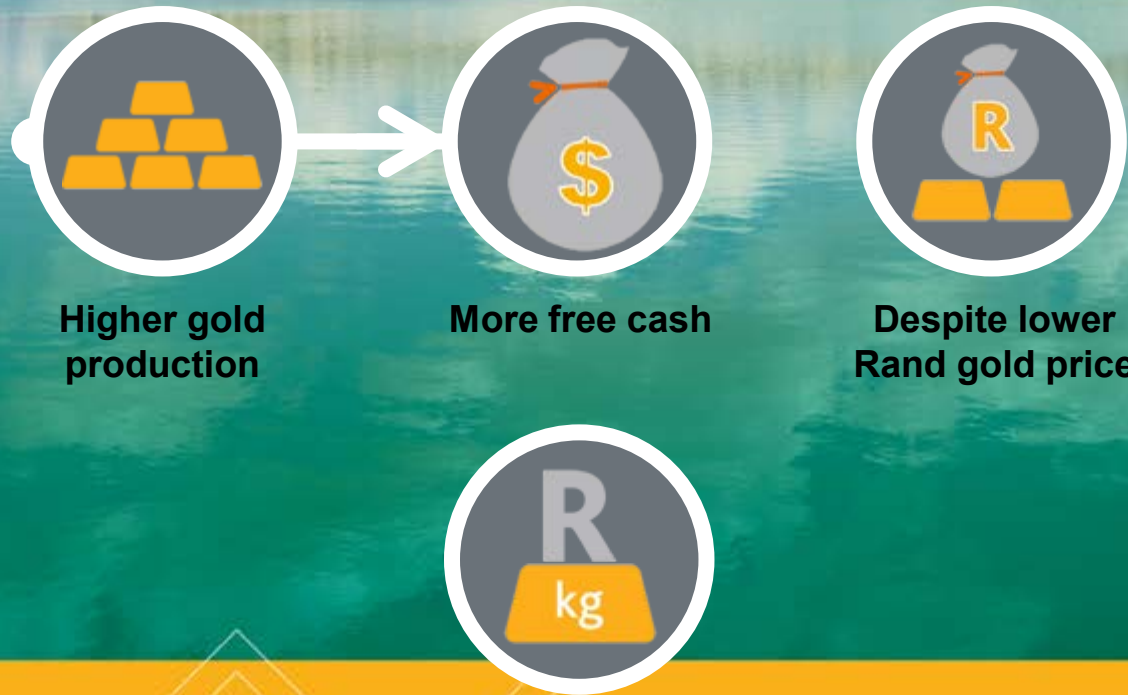 $
R
Higher gold
production
More free cash
Despite lower
Rand gold price
R
kg